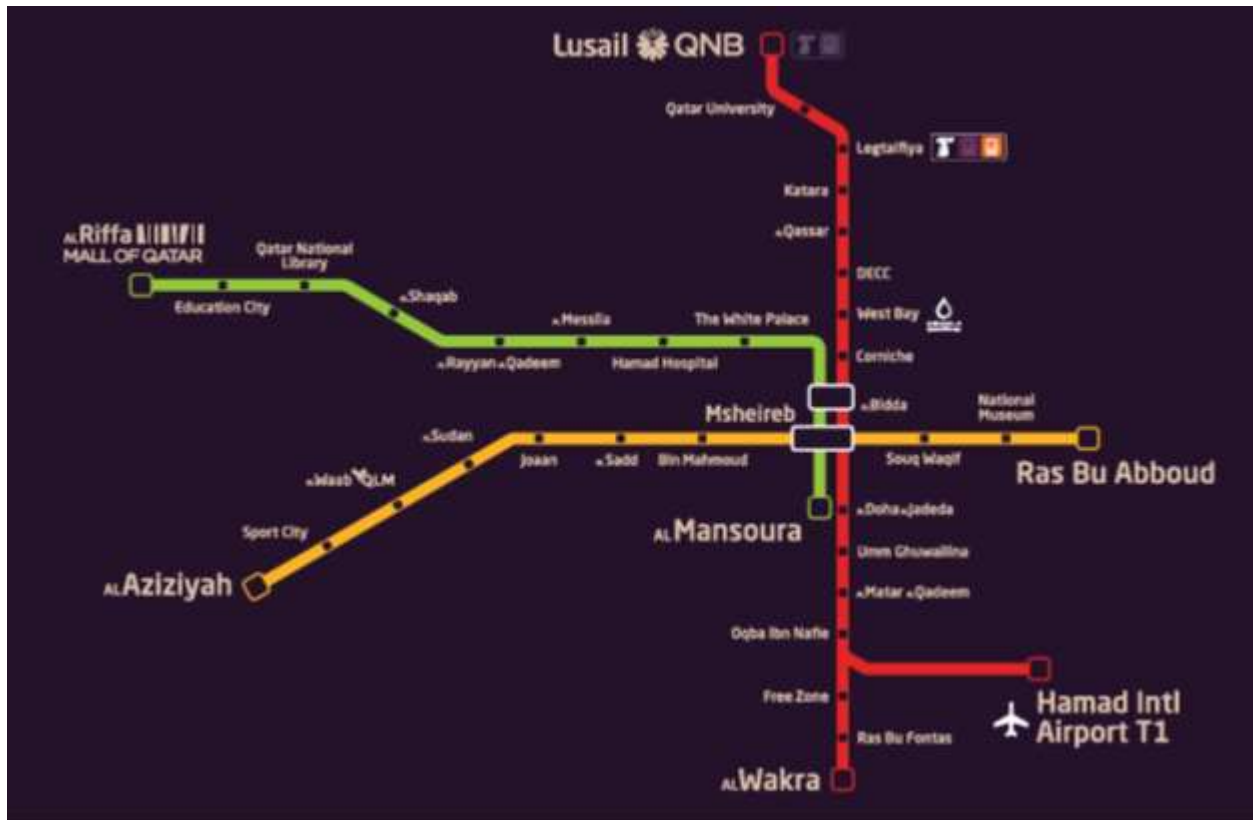 Lusail QNB
Qatar University
Legtaifiya
Katara
AL Qassar
AL Riffa
MALL OF QATAR
Qatar National
Library
DECC
Education City
AL Shaqab
West Bay
AL Messila
The White Palace
AL Rayyan AL Qadeem
Hamad Hospital
Corniche
Msheireb
AL Bidda
National
Museum
AL Sudan
Joaan
AL Sadd
Bin Mahmoud
Souq Waqif
Ras Bu Abboud
AL Waab QLM
Sport City
AL Mansoura
AL Doha AL Jadeda
Umm Ghuwailina
AL Aziziyah
AL Matar AL Qadeem
Oqba Ibn Nafie
Free Zone
Hamad Intl
Airport T1
Ras Bu Fontas
AL Wakra